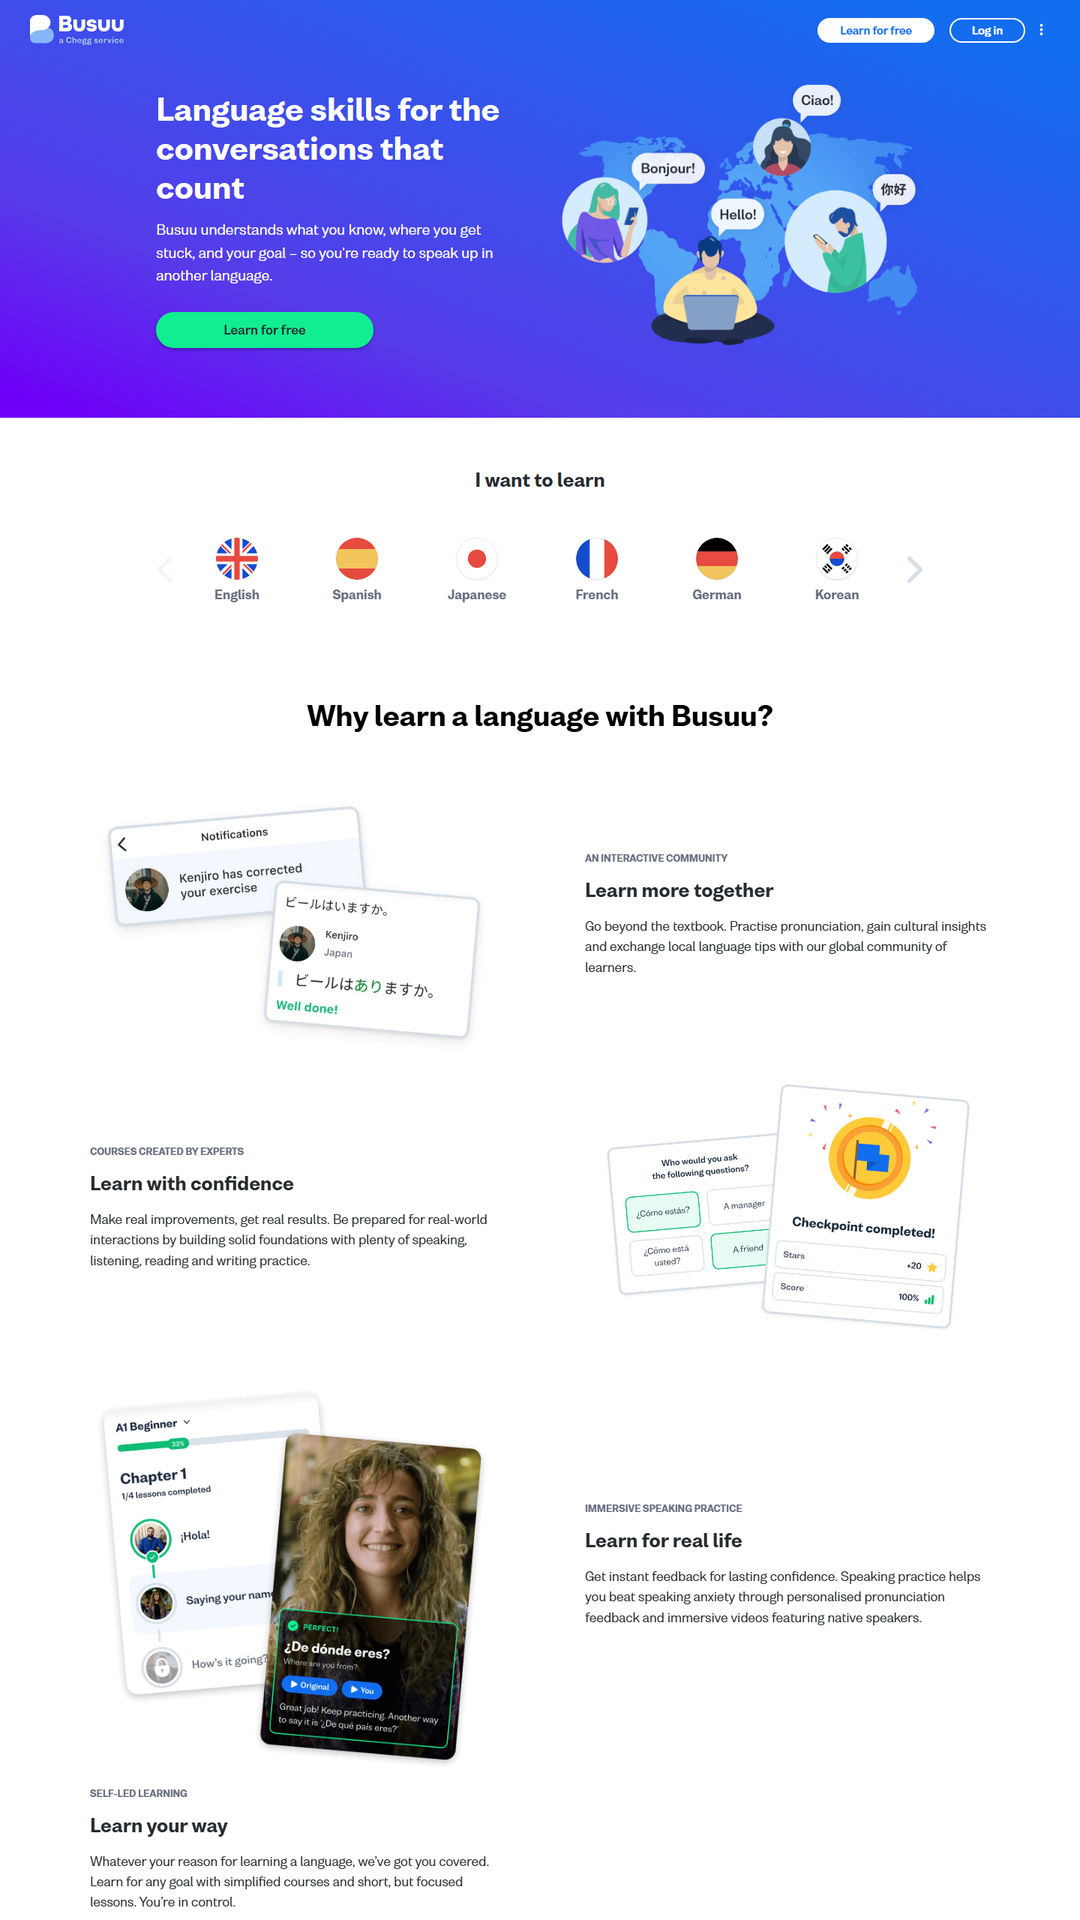 Busuu
a Chegg service
Learn for free
Log in
Language skills for the
conversations that
count
Busuu understands what you know, where you get
stuck, and your goal – so you're ready to speak up in
another language.
Learn for free
Ciao!
Bonjour!
你好
Hello!
I want to learn
English
Spanish
Japanese
French
German
Korean
Why learn a language with Busuu?
Notifications
Kenjiro has corrected
your exercise
ビールはいますか。
Kenjiro
Japan
ビールはありますか。
Well done!
AN INTERACTIVE COMMUNITY
Learn more together
Go beyond the textbook. Practise pronunciation, gain cultural insights
and exchange local language tips with our global community of
learners.
COURSES CREATED BY EXPERTS
Learn with confidence
Make real improvements, get real results. Be prepared for real-world
interactions by building solid foundations with plenty of speaking,
listening, reading and writing practice.
Who would you ask
the following questions?
¿Cómo estás?
A manager
¿Cómo está
usted?
A friend
Checkpoint completed!
Stars
+20
Score
100%
A1 Beginner
32%
Chapter 1
1/4 lessons completed
¡Hola!
Saying your name
How's it going?
PERFECT!
¿De dónde eres?
Where are you from?
Original
You
Great job! Keep practicing. Another way
to say it is '¿De qué país eres?'
IMMERSIVE SPEAKING PRACTICE
Learn for real life
Get instant feedback for lasting confidence. Speaking practice helps
you beat speaking anxiety through personalised pronunciation
feedback and immersive videos featuring native speakers.
SELF-LED LEARNING
Learn your way
Whatever your reason for learning a language, we've got you covered.
Learn for any goal with simplified courses and short, but focused
lessons. You're in control.